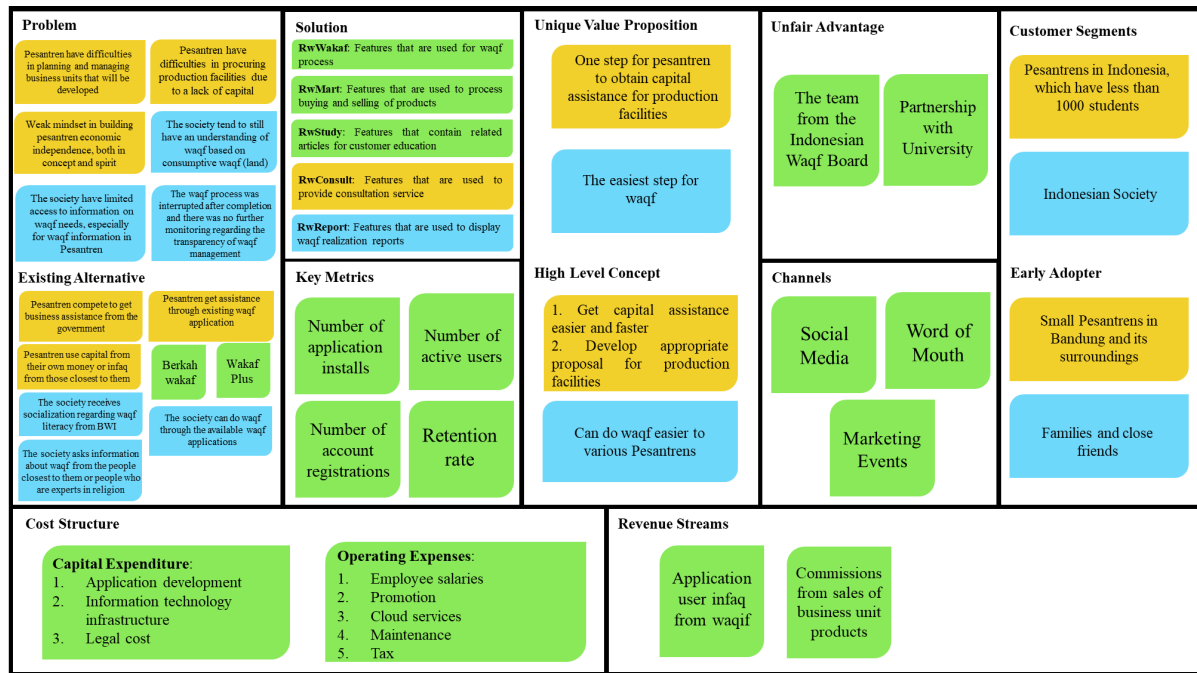 Problem
Pesantren have difficulties
in planning and managing
business units that will be
developed
Pesantren have
difficulties in procuring
production facilities due
to a lack of capital
Weak mindset in building
pesantren economic
independence, both in
concept and spirit
The society tend to still
have an understanding of
waqf based on
consumptive waqf (land)
The society have limited
access to information on
waqf needs, especially
for waqf information in
Pesantren
The waqf process was
interrupted after completion
and there was no further
monitoring regarding the
transparency of waqf
management
Existing Alternative
Pesantren compete to get
business assistance from the
government
Pesantren get assistance
through existing waqf
application
Pesantren use capital from
their own money or infaq
from those closest to them
Berkah
wakaf
Wakaf
Plus
The society receives
socialization regarding waqf
literacy from BWI
The society can do waqf
through the available waqf
applications
The society asks information
about waqf from the people
closest to them or people who
are experts in religion
Solution
RwWakaf: Features that are used for waqf
process
RwMart: Features that are used to process
buying and selling of products
RwStudy: Features that contain related
articles for customer education
RwConsult: Features that are used to
provide consultation service
RwReport: Features that are used to display
waqf realization reports
Key Metrics
Number of
application
installs
Number of
active users
Number of
account
registrations
Retention
rate
Unique Value Proposition
One step for pesantren
to obtain capital
assistance for production
facilities
The easiest step for
waqf
High Level Concept
1. Get capital assistance
easier and faster
2. Develop appropriate
proposal for production
facilities
Can do waqf easier to
various Pesantrens
Unfair Advantage
The team
from the
Indonesian
Waqf Board
Partnership
with
University
Channels
Social
Media
Word of
Mouth
Marketing
Events
Customer Segments
Pesantrens in Indonesia,
which have less than
1000 students
Indonesian Society
Early Adopter
Small Pesantrens in
Bandung and its
surroundings
Families and close
friends
Cost Structure
Capital Expenditure:
1. Application development
2. Information technology
infrastructure
3. Legal cost
Operating Expenses:
1. Employee salaries
2. Promotion
3. Cloud services
4. Maintenance
5. Tax
Revenue Streams
Application
user infaq
from waqif
Commissions
from sales of
business unit
products